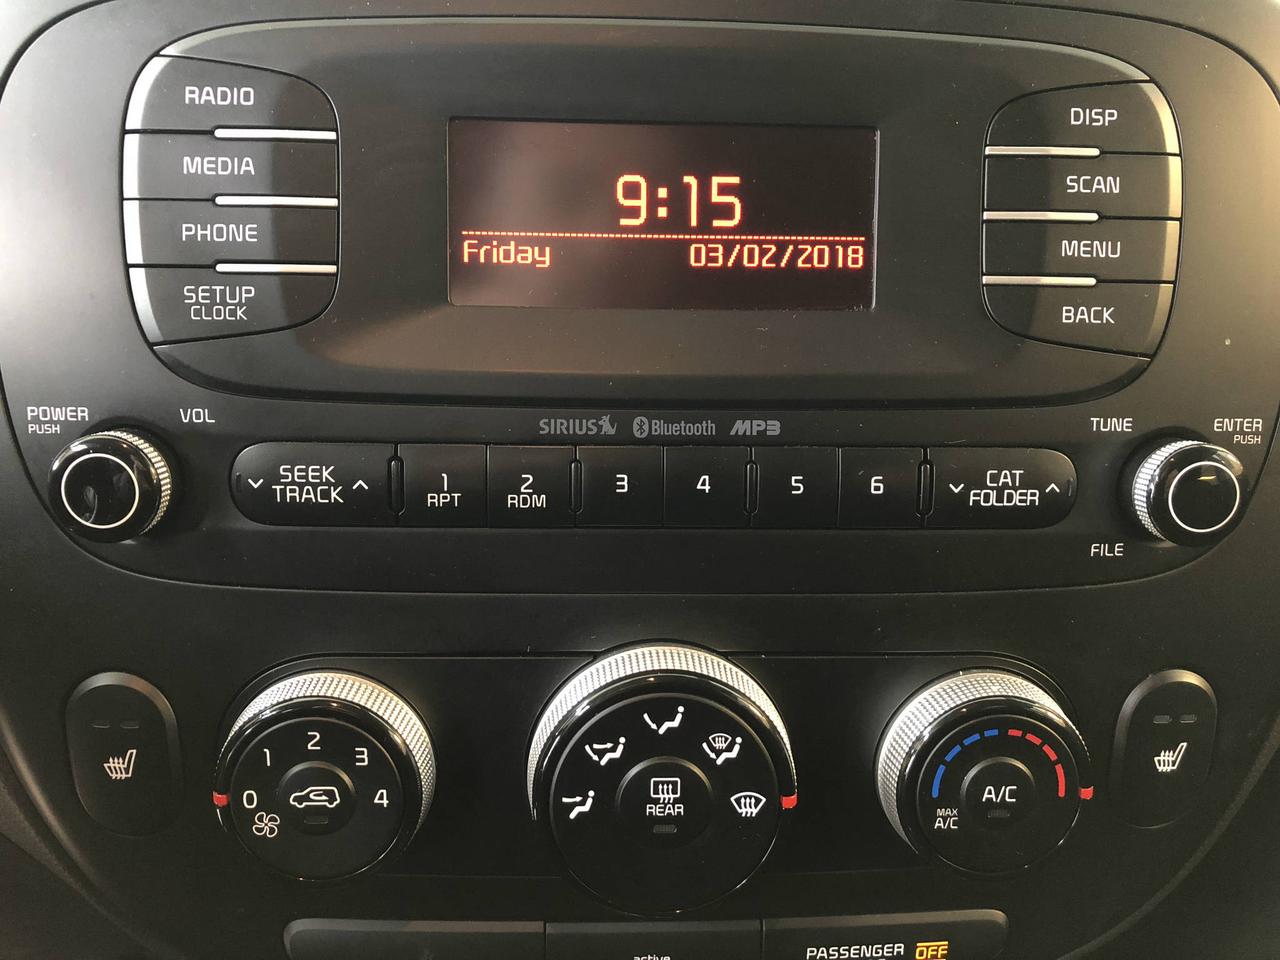 RADIO
MEDIA
PHONE
SETUP
CLOCK
9:15
Friday 03/02/2018
DISP
SCAN
MENU
BACK
POWER
PUSH
VOL
SIRIUS Bluetooth MP3
TUNE
ENTER
PUSH
SEEK
TRACK
1
RPT
2
RDM
3
4
5
6
CAT
FOLDER
FILE
0
1
2
3
4
REAR
A/C
MAX
A/C
active
PASSENGER OFF